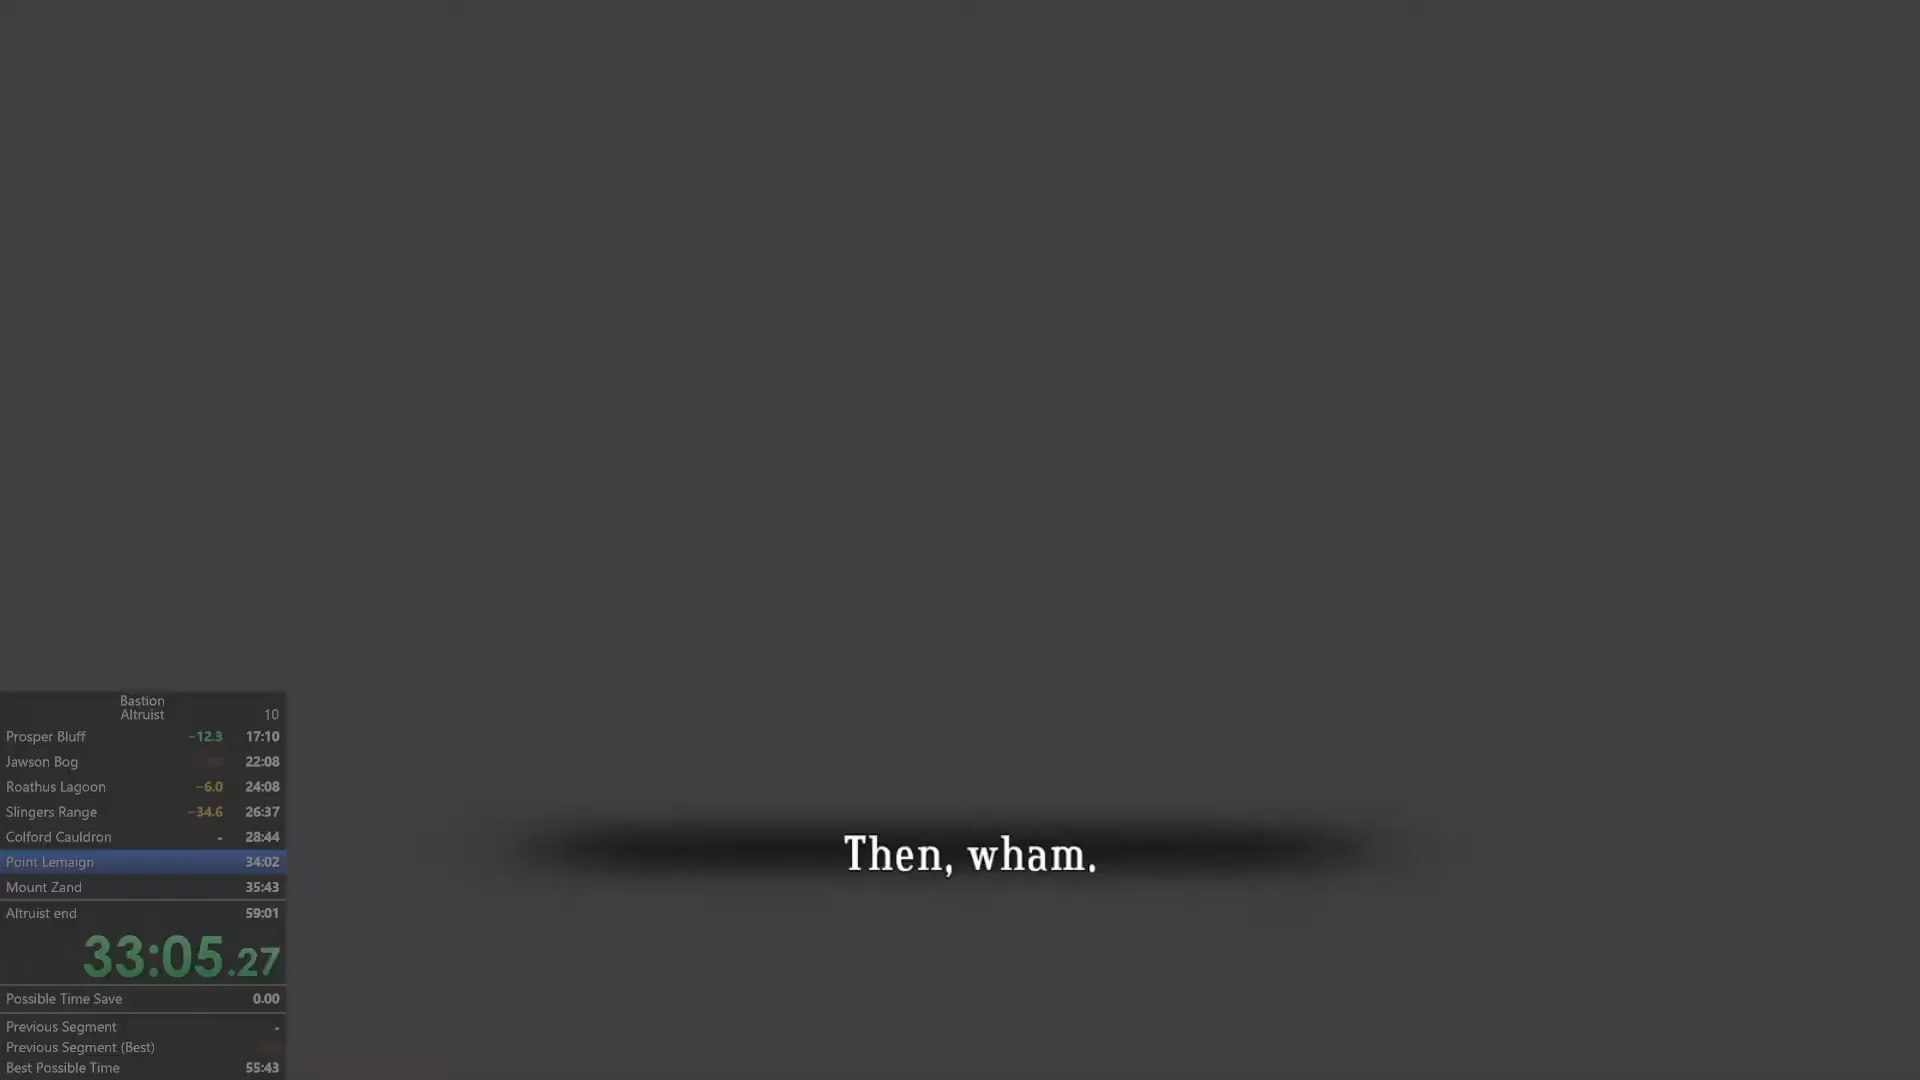 Bastion
Altruist 10
Prosper Bluff -12.3 17:10
Jawson Bog 22:08
Roathus Lagoon -6.0 24:08
Slingers Range -34.6 26:37
Colford Cauldron - 28:44
Point Lemaign 34:02
Mount Zand 35:43
Altruist end 59:01
33:05.27
Possible Time Save 0.00
Previous Segment -
Previous Segment (Best)
Best Possible Time 55:43
Then, wham.